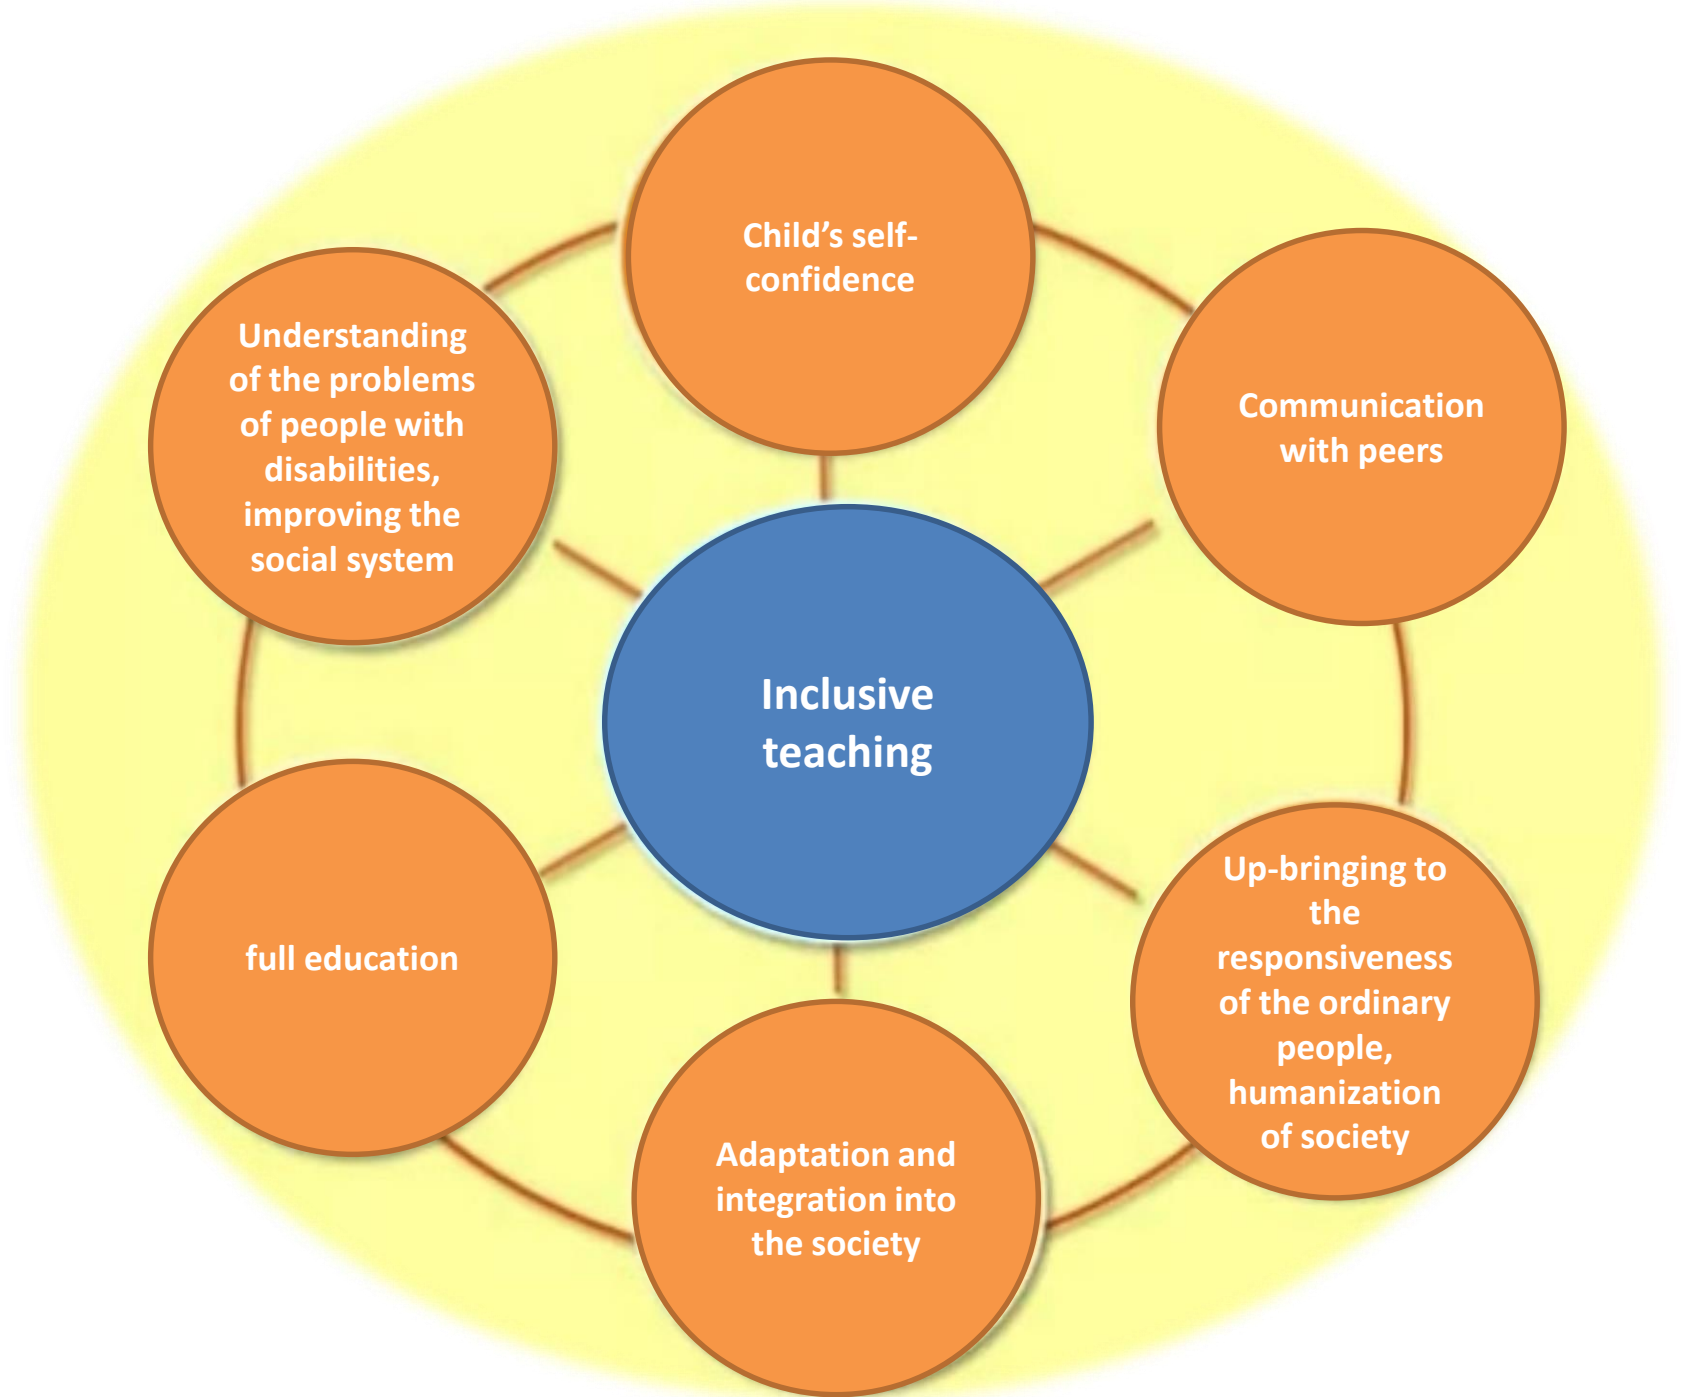 Child’s self-
confidence
Communication
with peers
Up-bringing to
the
responsiveness
of the ordinary
people,
humanization
of society
Adaptation and
integration into
the society
full education
Understanding
of the problems
of people with
disabilities,
improving the
social system
Inclusive
teaching